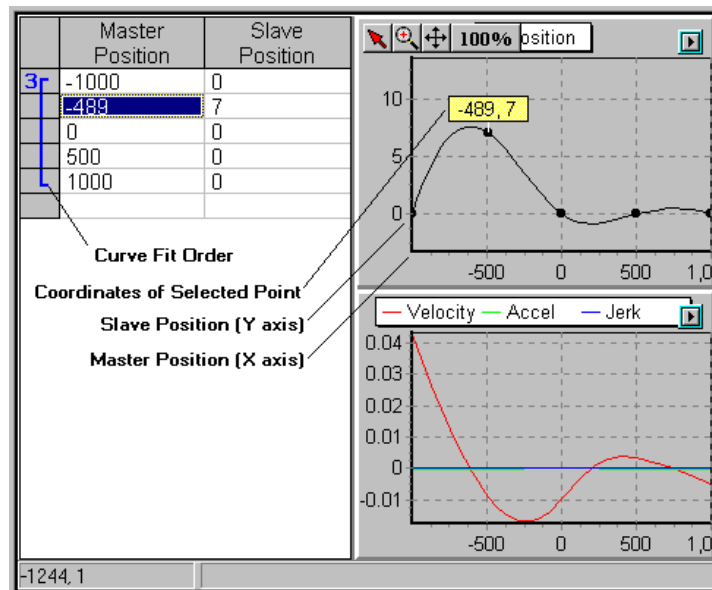 Master Position
Slave Position
3
-1000 0
-489 7
0 0
500 0
1000 0
Curve Fit Order
Coordinates of Selected Point
Slave Position (Y axis)
Master Position (X axis)
100% osition
10
5
0
-489, 7
-500 0 500 1,0
Velocity Accel Jerk
0.04
0.03
0.02
0.01
0
-0.01
-500 0 500 1,0
-1244, 1